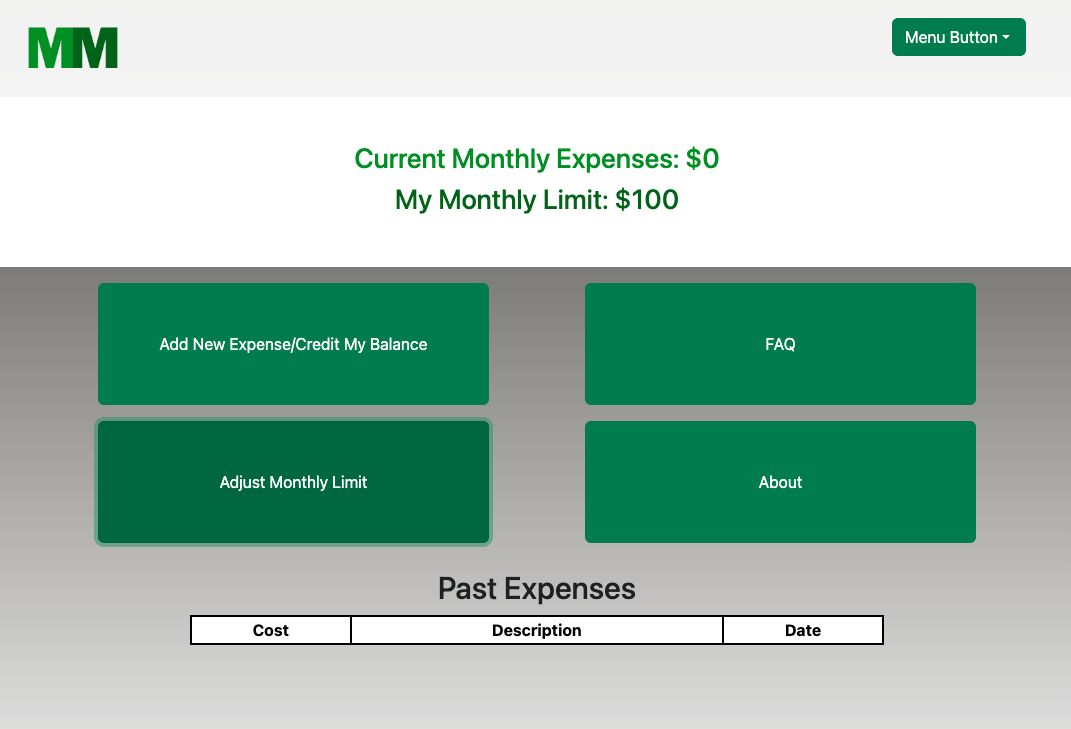 MM
Menu Button
Current Monthly Expenses: $0
My Monthly Limit: $100
Add New Expense/Credit My Balance
FAQ
Adjust Monthly Limit
About
Past Expenses
Cost Description Date